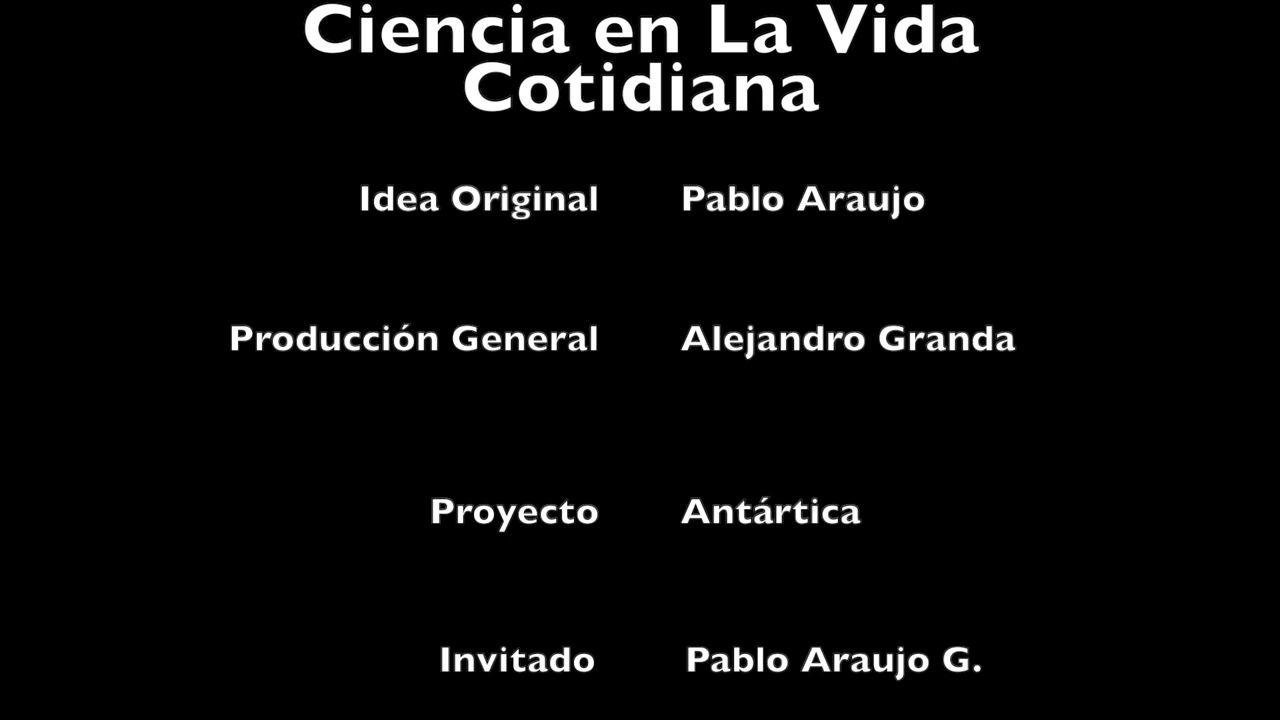 Ciencia en La Vida
Cotidiana
Idea Original Pablo Araujo
Producción General Alejandro Granda
Proyecto Antártica
Invitado Pablo Araujo G.